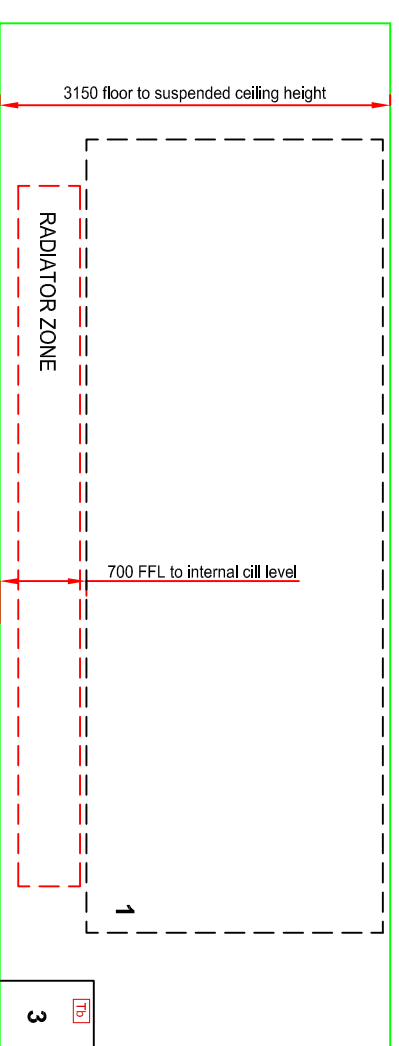 3150 floor to suspended ceiling height
RADIATOR ZONE
700 FFL to internal cill level
1
Tb
3